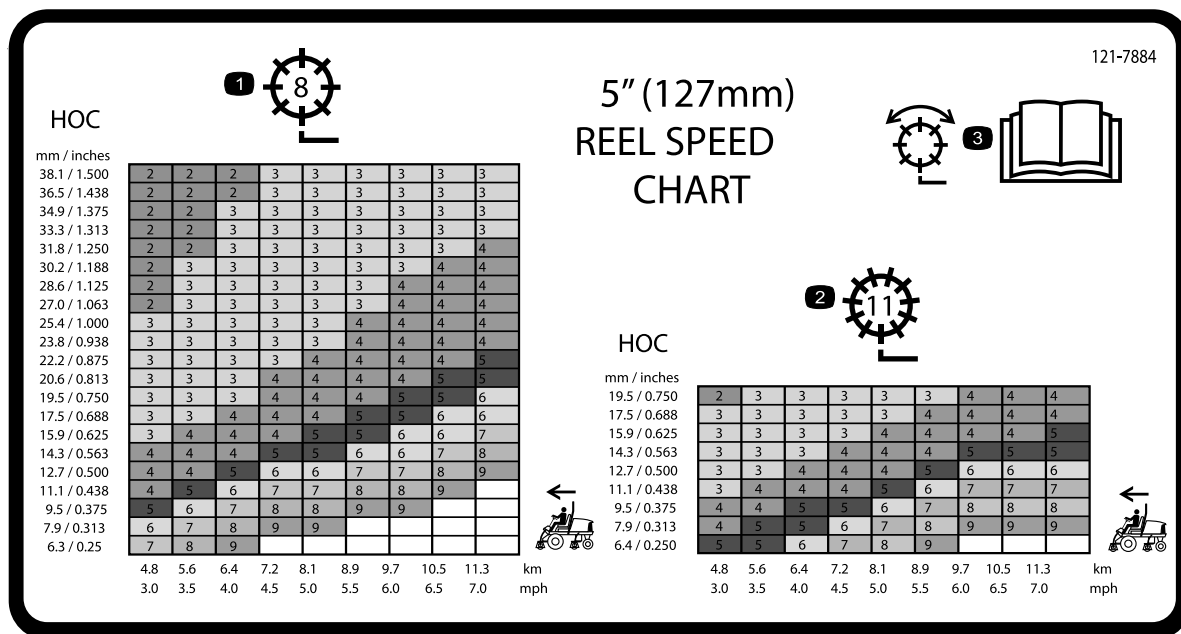 121-7884
5” (127mm)
REEL SPEED
CHART
3
1
8
HOC
mm / inches
38.1 / 1.500 2 2 2 3 3 3 3 3 3
36.5 / 1.438 2 2 2 3 3 3 3 3 3
34.9 / 1.375 2 2 3 3 3 3 3 3 3
33.3 / 1.313 2 2 3 3 3 3 3 3 3
31.8 / 1.250 2 2 3 3 3 3 3 3 4
30.2 / 1.188 2 3 3 3 3 3 3 4 4
28.6 / 1.125 2 3 3 3 3 3 4 4 4
27.0 / 1.063 2 3 3 3 3 3 4 4 4
25.4 / 1.000 3 3 3 3 3 4 4 4 4
23.8 / 0.938 3 3 3 3 3 4 4 4 4
22.2 / 0.875 3 3 3 3 4 4 4 4 5
20.6 / 0.813 3 3 3 4 4 4 4 5 5
19.5 / 0.750 3 3 3 4 4 4 5 5 6
17.5 / 0.688 3 3 4 4 4 5 5 6 6
15.9 / 0.625 3 4 4 4 5 5 6 6 7
14.3 / 0.563 4 4 4 5 5 6 6 7 8
12.7 / 0.500 4 4 5 6 6 7 7 8 9
11.1 / 0.438 4 5 6 7 7 8 8 9
9.5 / 0.375 5 6 7 8 8 9 9
7.9 / 0.313 6 7 8 9 9
6.3 / 0.25 7 8 9
4.8 5.6 6.4 7.2 8.1 8.9 9.7 10.5 11.3 km
3.0 3.5 4.0 4.5 5.0 5.5 6.0 6.5 7.0 mph
2
11
HOC
mm / inches
19.5 / 0.750 2 3 3 3 3 3 4 4 4
17.5 / 0.688 3 3 3 3 3 4 4 4 4
15.9 / 0.625 3 3 3 3 4 4 4 4 5
14.3 / 0.563 3 3 3 4 4 4 5 5 5
12.7 / 0.500 3 3 4 4 4 5 6 6 6
11.1 / 0.438 3 4 4 4 5 6 7 7 7
9.5 / 0.375 4 4 5 5 6 7 8 8 8
7.9 / 0.313 4 5 5 6 7 8 9 9 9
6.4 / 0.250 5 5 6 7 8 9
4.8 5.6 6.4 7.2 8.1 8.9 9.7 10.5 11.3 km
3.0 3.5 4.0 4.5 5.0 5.5 6.0 6.5 7.0 mph